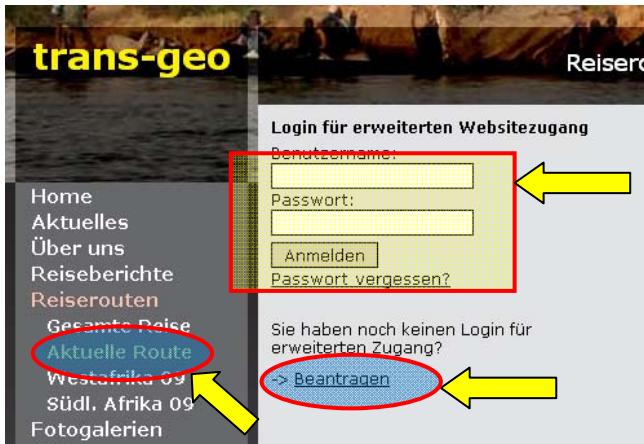 trans-geo
Reisero
Login für erweiterten Websitezugang
Benutzername:
Passwort:
Anmelden
Passwort vergessen?
Sie haben noch keinen Login für
erweiterten Zugang?
-> Beantragen
Home
Aktuelles
Über uns
Reiseberichte
Reiserouten
Gesamte Reise
Aktuelle Route
Westafrika 09
Südl. Afrika 09
Fotogalerien